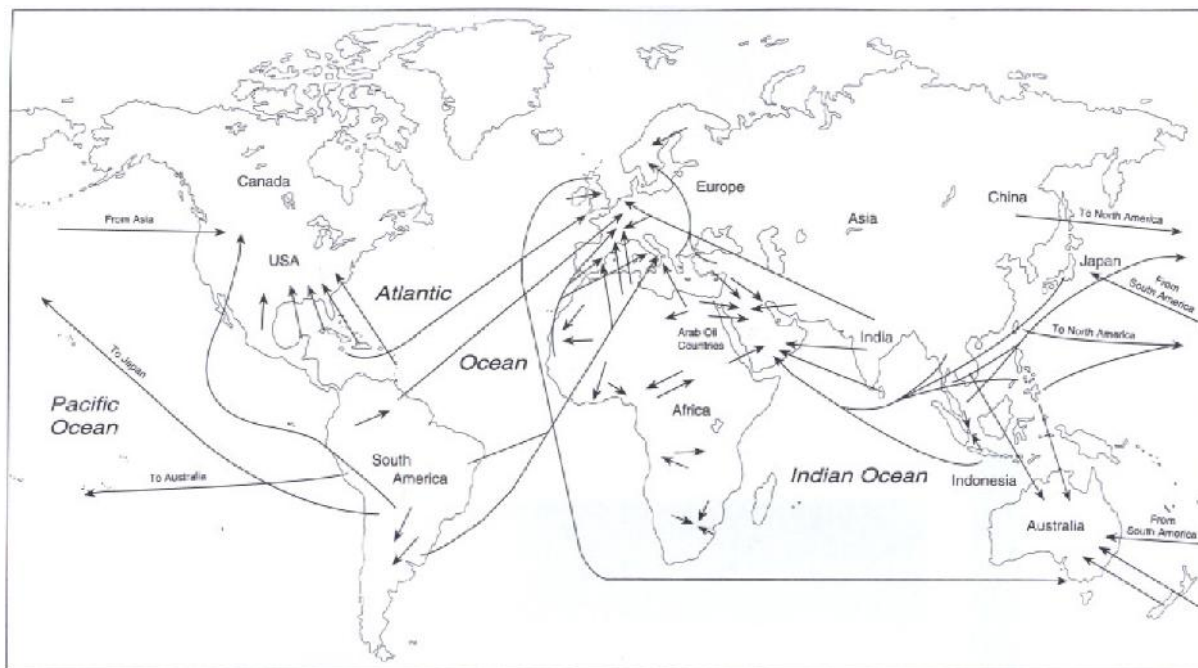 Canada
Europe
China
From Asia
Asia
To North America
USA
Japan
Atlantic
From
South America
To Japan
Arab Oil
Countries
India
To North America
Ocean
Pacific
Ocean
Africa
South
America
To Australia
Indian Ocean
Indonesia
Australia
From
South America